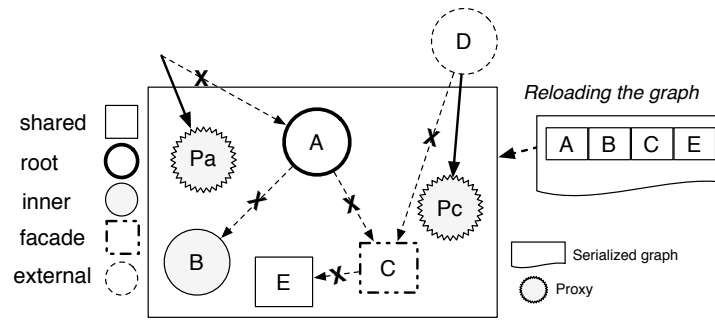 D
Reloading the graph
X
shared
A B C E
Pa
A
X
root
X
X
Pc
inner
B
facade
C
E
X
Serialized graph
external
Proxy